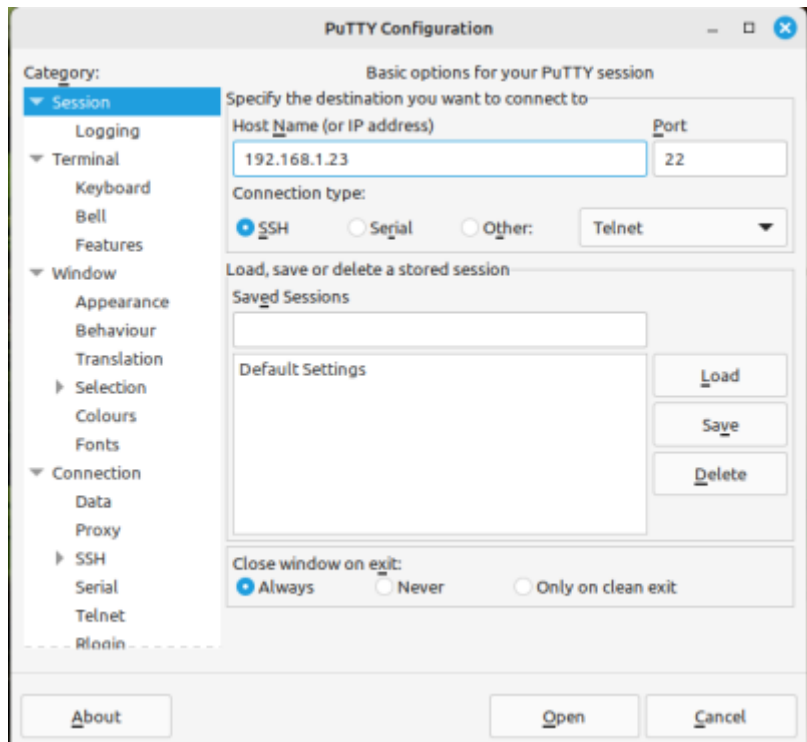 PuTTY Configuration
Category:
Session
Logging
Terminal
Keyboard
Bell
Features
Window
Appearance
Behaviour
Translation
Selection
Colours
Fonts
Connection
Data
Proxy
SSH
Serial
Telnet
Rlogin
Basic options for your PuTTY session
Specify the destination you want to connect to
Host Name (or IP address) Port
192.168.1.23 22
Connection type:
SSH Serial Other: Telnet
Load, save or delete a stored session
Saved Sessions
Default Settings
Load
Save
Delete
Close window on exit:
Always Never Only on clean exit
About Open Cancel